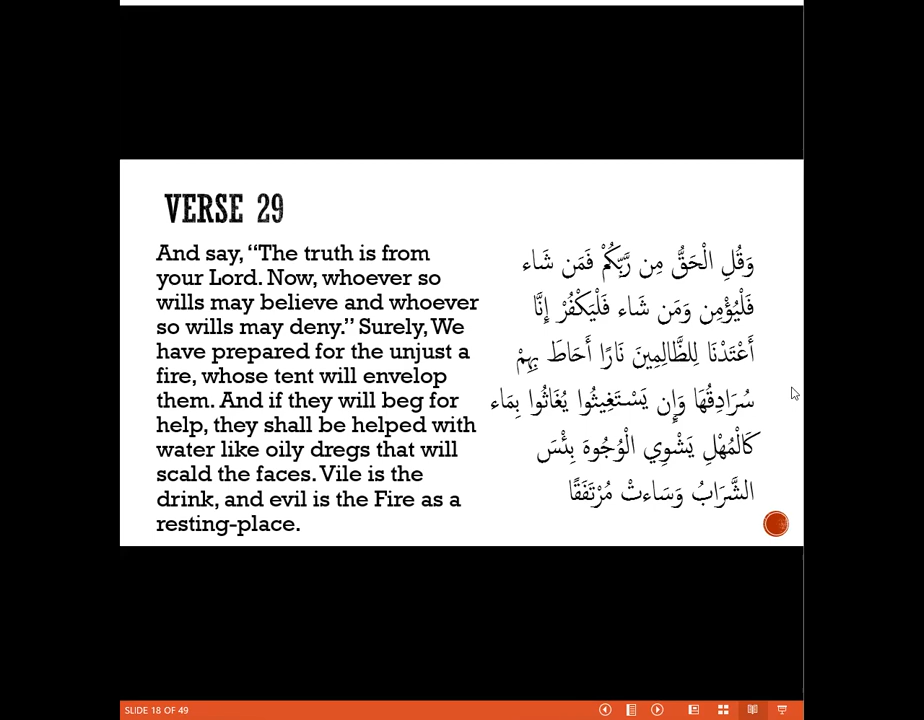 VERSE 29
And say, “The truth is from
your Lord. Now, whoever so
wills may believe and whoever
so wills may deny.” Surely, We
have prepared for the unjust a
fire, whose tent will envelop
them. And if they will beg for
help, they shall be helped with
water like oily dregs that will
scald the faces. Vile is the
drink, and evil is the Fire as a
resting-place.
وَقُلِ الْحَقُّ مِن رَّبِّكُمْ فَمَن شَاء
فَلْيُؤْمِن وَمَن شَاء فَلْيَكْفُرْ إِنَّا
أَعْتَدْنَا لِلظَّالِمِينَ نَارًا أَحَاطَ بِهِمْ
سُرَادِقُهَا وَإِن يَسْتَغِيثُوا يُغَاثُوا بِمَاء
كَالْمُهْلِ يَشْوِي الْوُجُوهَ بِئْسَ
الشَّرَابُ وَسَاءتْ مُرْتَفَقًا
SLIDE 18 OF 49